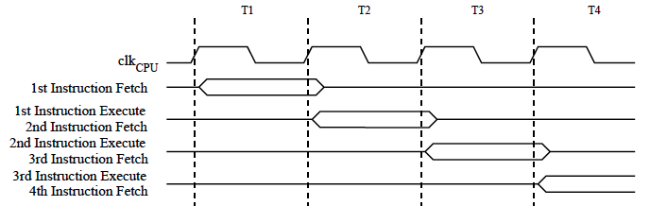 T1 T2 T3 T4
clkCPU
1st Instruction Fetch
1st Instruction Execute
2nd Instruction Fetch
2nd Instruction Execute
3rd Instruction Fetch
3rd Instruction Execute
4th Instruction Fetch